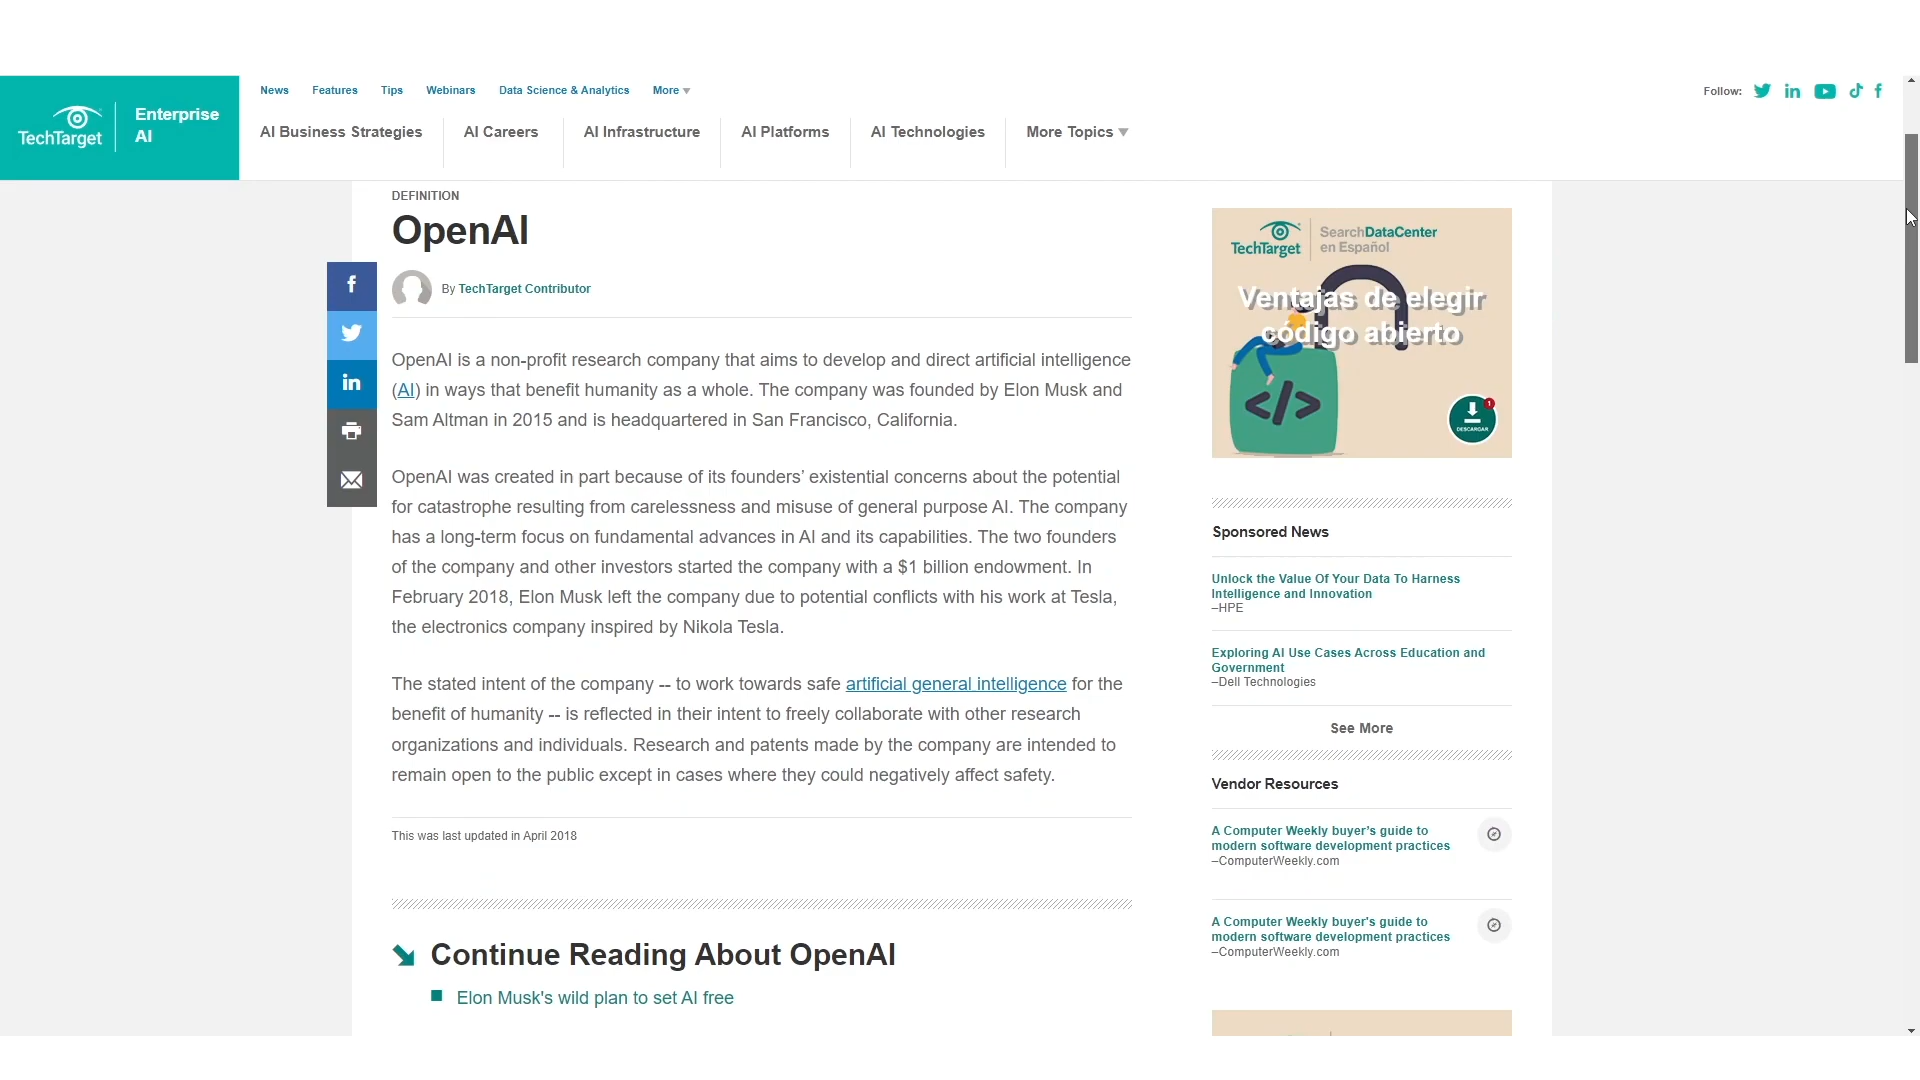 TechTarget
Enterprise
AI
News Features Tips Webinars Data Science & Analytics More
Follow:
AI Business Strategies AI Careers AI Infrastructure AI Platforms AI Technologies More Topics
DEFINITION
OpenAI
By TechTarget Contributor
OpenAI is a non-profit research company that aims to develop and direct artificial intelligence
(AI) in ways that benefit humanity as a whole. The company was founded by Elon Musk and
Sam Altman in 2015 and is headquartered in San Francisco, California.
OpenAI was created in part because of its founders’ existential concerns about the potential
for catastrophe resulting from carelessness and misuse of general purpose AI. The company
has a long-term focus on fundamental advances in AI and its capabilities. The two founders
of the company and other investors started the company with a $1 billion endowment. In
February 2018, Elon Musk left the company due to potential conflicts with his work at Tesla,
the electronics company inspired by Nikola Tesla.
The stated intent of the company -- to work towards safe artificial general intelligence for the
benefit of humanity -- is reflected in their intent to freely collaborate with other research
organizations and individuals. Research and patents made by the company are intended to
remain open to the public except in cases where they could negatively affect safety.
This was last updated in April 2018
Continue Reading About OpenAI
Elon Musk's wild plan to set AI free
TechTarget
SearchDataCenter
en Español
Ventajas de elegir
código abierto
</>
1
DESCARGAR
Sponsored News
Unlock the Value Of Your Data To Harness
Intelligence and Innovation
–HPE
Exploring AI Use Cases Across Education and
Government
–Dell Technologies
See More
Vendor Resources
A Computer Weekly buyer’s guide to
modern software development practices
–ComputerWeekly.com
A Computer Weekly buyer's guide to
modern software development practices
–ComputerWeekly.com